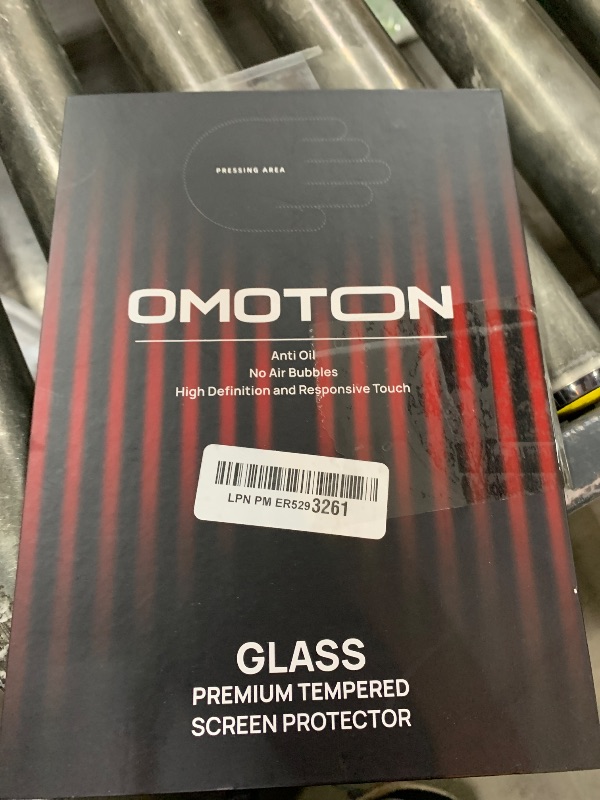 PRESSING AREA
OMOTON
Anti Oil
No Air Bubbles
High Definition and Responsive Touch
LPN PM ER5293261
GLASS
PREMIUM TEMPERED
SCREEN PROTECTOR